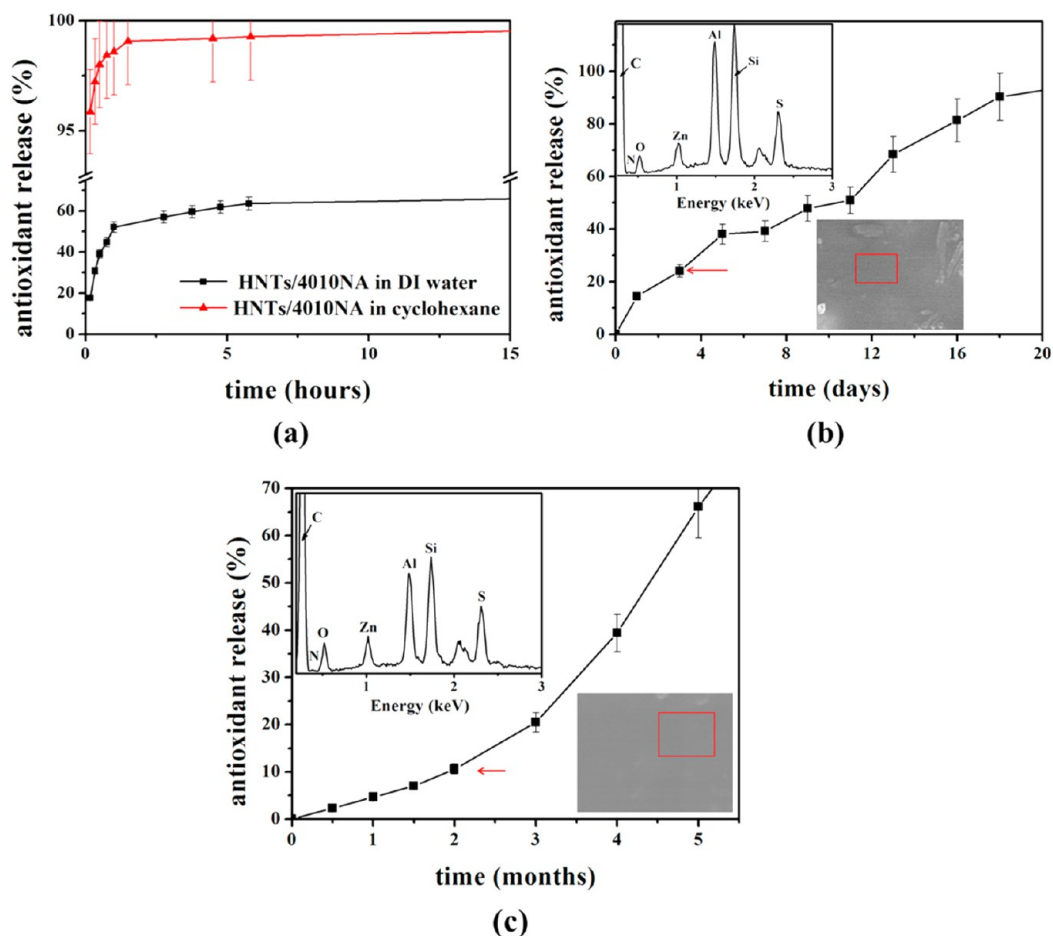 100
95
60
40
20
0
antioxidant release (%)
HNTs/4010NA in DI water
HNTs/4010NA in cyclohexane
0 5 10 15
time (hours)
(a)
100
80
60
40
20
0
antioxidant release (%)
C
N
O
Zn
Al
Si
S
1 2 3
Energy (keV)
0 4 8 12 16 20
time (days)
(b)
70
60
50
40
30
20
10
0
antioxidant release (%)
C
N
O
Zn
Al
Si
S
1 2 3
Energy (keV)
0 1 2 3 4 5
time (months)
(c)